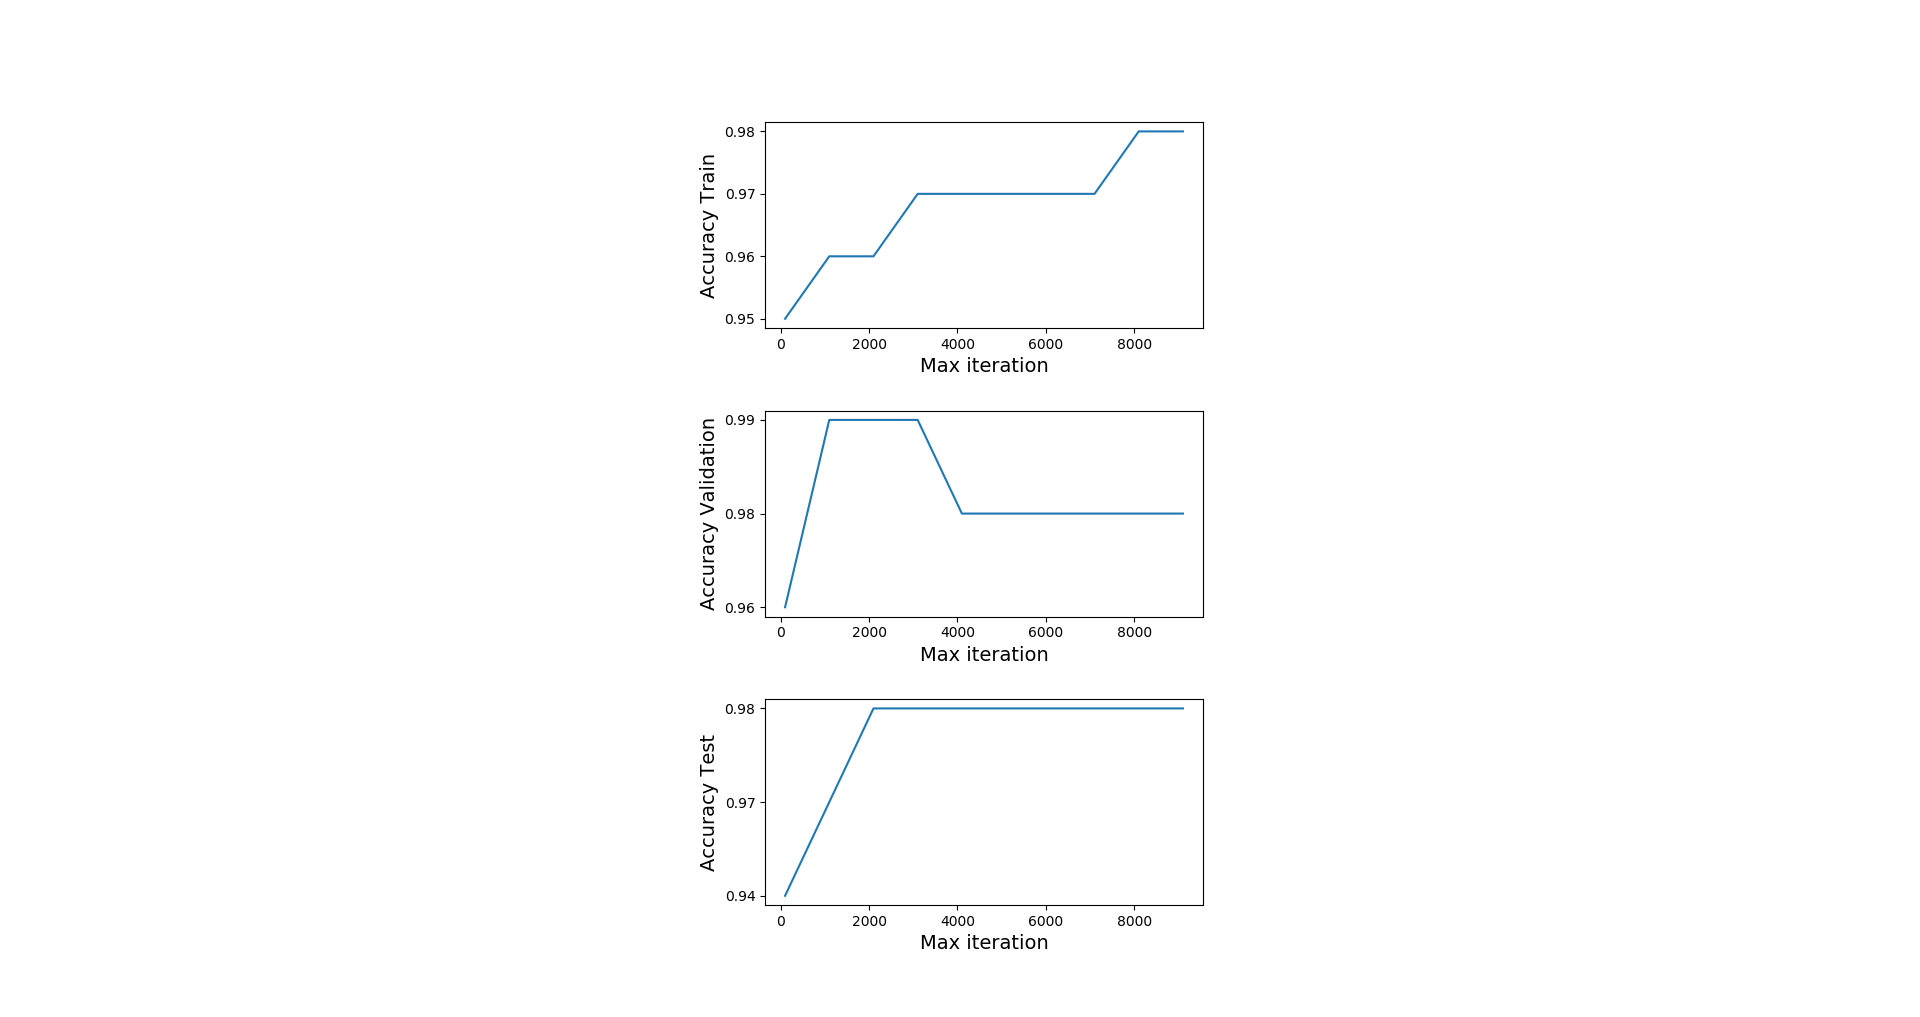 Accuracy Train
0.98
0.97
0.96
0.95
0 2000 4000 6000 8000
Max iteration
Accuracy Validation
0.99
0.98
0.96
0 2000 4000 6000 8000
Max iteration
Accuracy Test
0.98
0.97
0.94
0 2000 4000 6000 8000
Max iteration